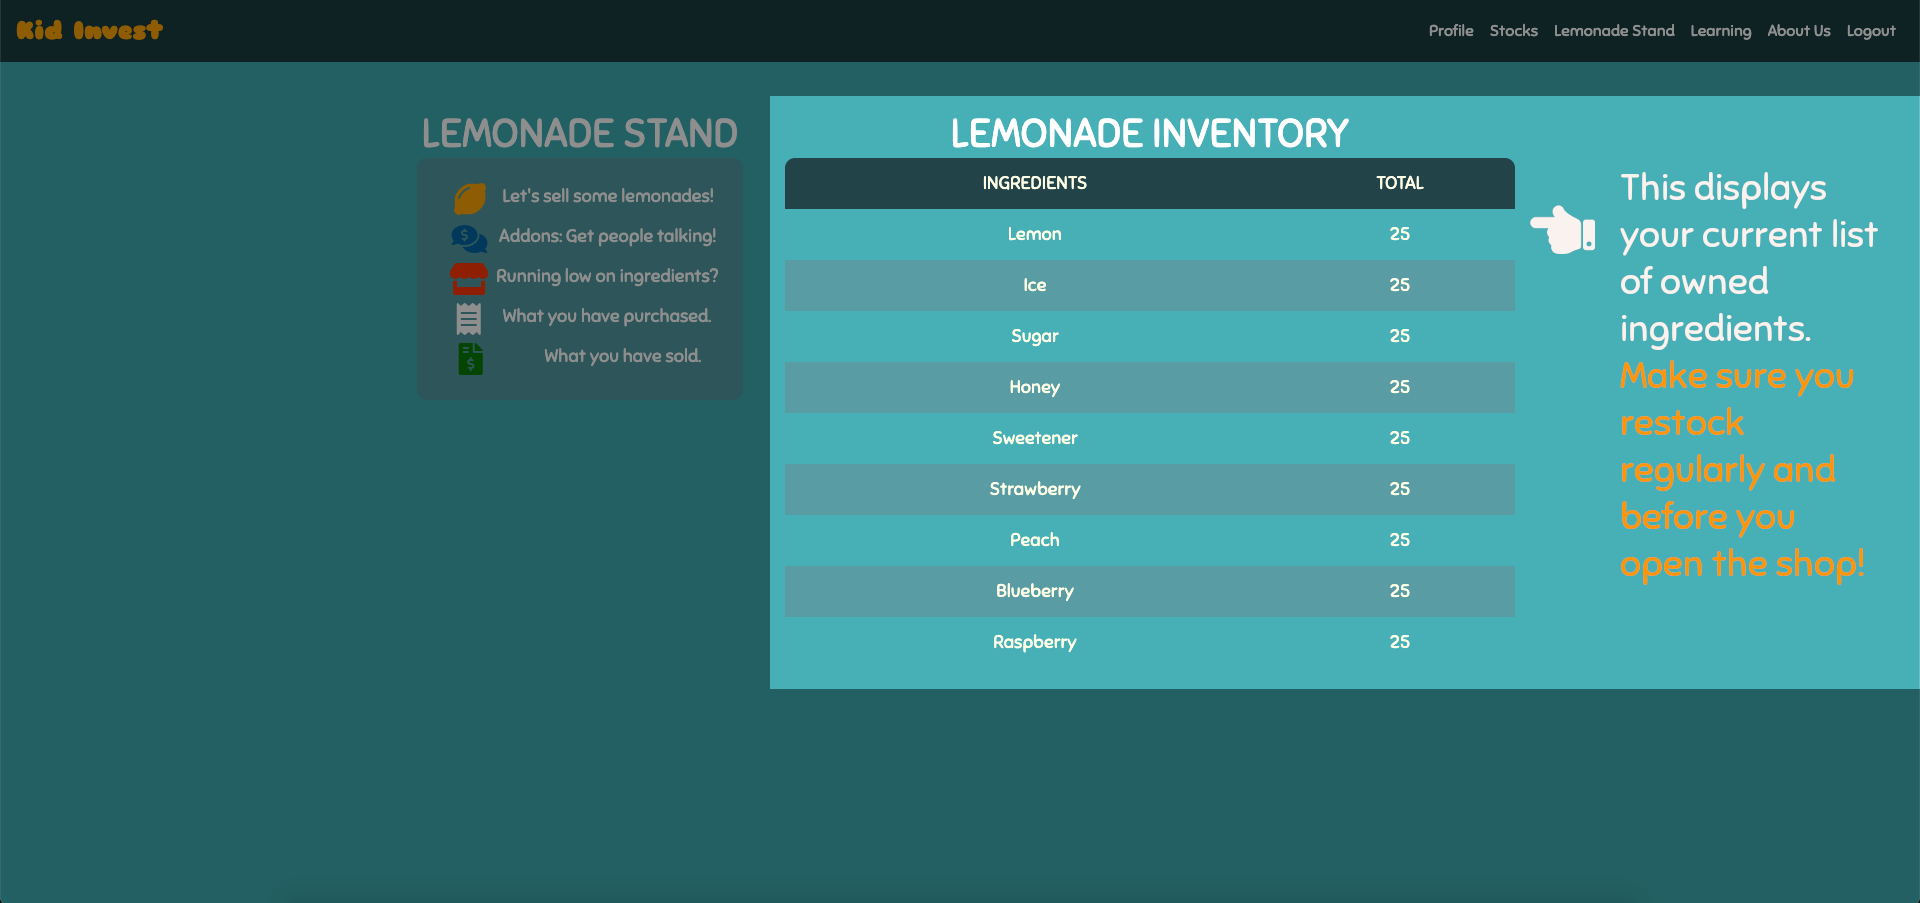 Kid Invest
Profile Stocks Lemonade Stand Learning About Us Logout
LEMONADE STAND
Let's sell some lemonades!
Addons: Get people talking!
Running low on ingredients?
What you have purchased.
What you have sold.
LEMONADE INVENTORY
INGREDIENTS TOTAL
Lemon 25
Ice 25
Sugar 25
Honey 25
Sweetener 25
Strawberry 25
Peach 25
Blueberry 25
Raspberry 25
This displays
your current list
of owned
ingredients.
Make sure you
restock
regularly and
before you
open the shop!